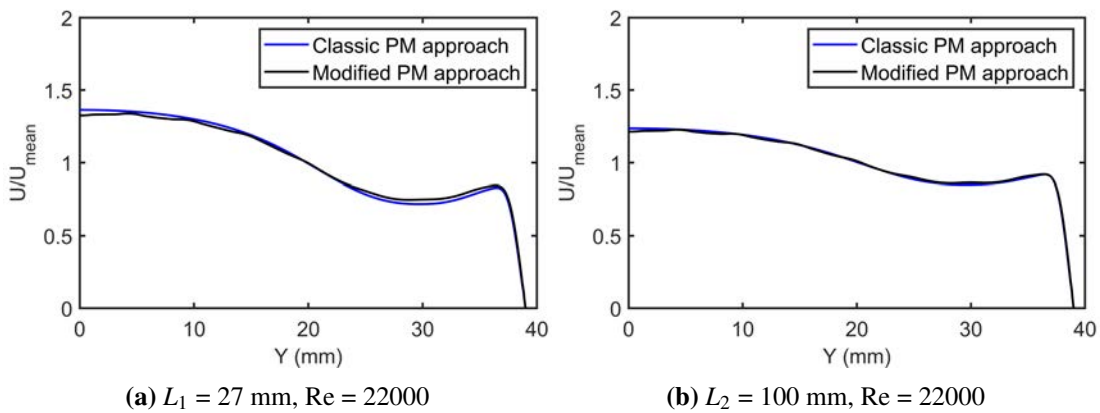 2
1.5
1
0.5
0
U/U_mean
Classic PM approach
Modified PM approach
0 10 20 30 40
Y (mm)
(a) L₁ = 27 mm, Re = 22000
2
1.5
1
0.5
0
U/U_mean
Classic PM approach
Modified PM approach
0 10 20 30 40
Y (mm)
(b) L₂ = 100 mm, Re = 22000